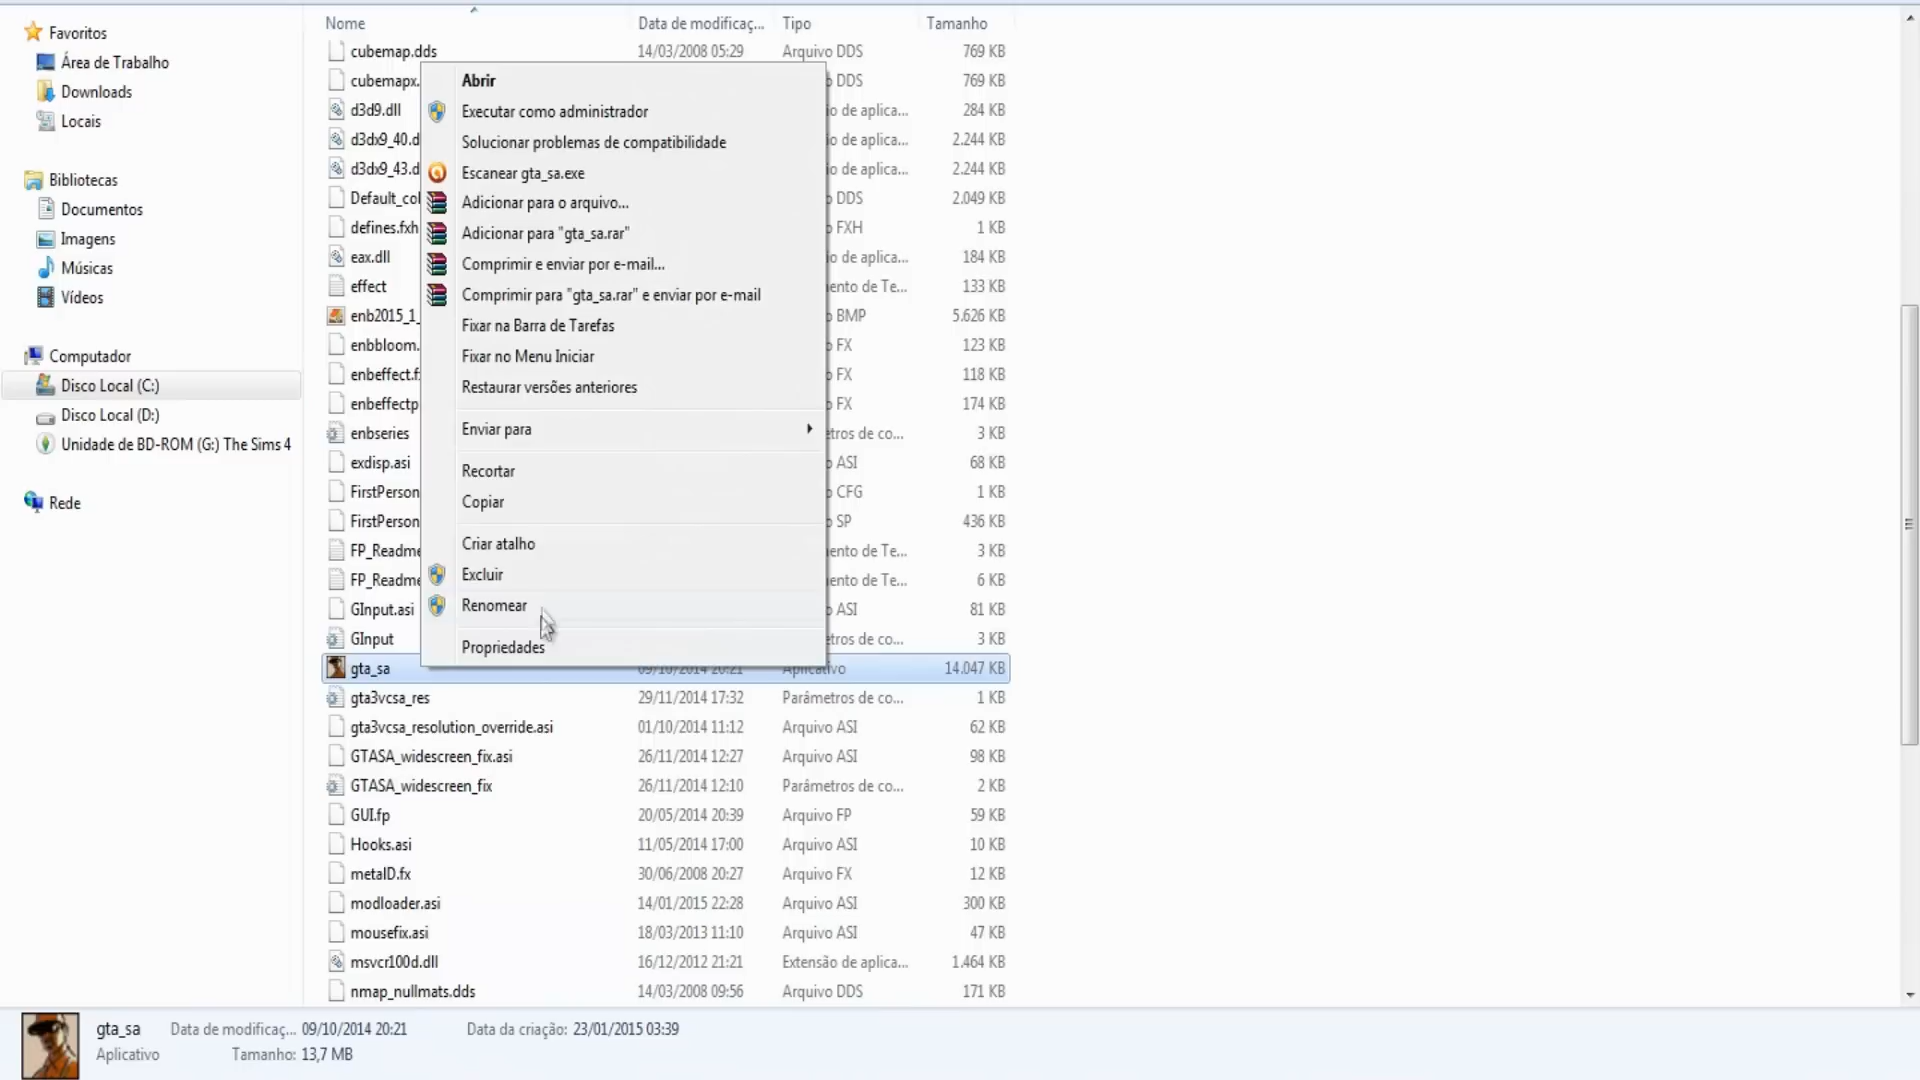 Favoritos
Área de Trabalho
Downloads
Locais
Bibliotecas
Documentos
Imagens
Músicas
Vídeos
Computador
Disco Local (C:)
Disco Local (D:)
Unidade de BD-ROM (G:) The Sims 4
Rede
Nome Data de modificaç... Tipo Tamanho
cubemap.dds 14/03/2008 05:29 Arquivo DDS 769 KB
cubemapx. DDS 769 KB
d3d9.dll o de aplica... 284 KB
d3dx9_40.d o de aplica... 2.244 KB
d3dx9_43.d o de aplica... 2.244 KB
Default_col DDS 2.049 KB
defines.fxh FXH 1 KB
eax.dll o de aplica... 184 KB
effect ento de Te... 133 KB
enb2015_1_ BMP 5.626 KB
enbbloom. FX 123 KB
enbeffect.f FX 118 KB
enbeffectp FX 174 KB
enbseries etros de co... 3 KB
exdisp.asi ASI 68 KB
FirstPerson CFG 1 KB
FirstPerson SP 436 KB
FP_Readme ento de Te... 3 KB
FP_Readme ento de Te... 6 KB
GInput.asi ASI 81 KB
GInput etros de co... 3 KB
gta_sa 09/10/2014 20:21 Aplicativo 14.047 KB
gta3vcsa_res 29/11/2014 17:32 Parâmetros de co... 1 KB
gta3vcsa_resolution_override.asi 01/10/2014 11:12 Arquivo ASI 62 KB
GTASA_widescreen_fix.asi 26/11/2014 12:27 Arquivo ASI 98 KB
GTASA_widescreen_fix 26/11/2014 12:10 Parâmetros de co... 2 KB
GUI.fp 20/05/2014 20:39 Arquivo FP 59 KB
Hooks.asi 11/05/2014 17:00 Arquivo ASI 10 KB
metalD.fx 30/06/2008 20:27 Arquivo FX 12 KB
modloader.asi 14/01/2015 22:28 Arquivo ASI 300 KB
mousefix.asi 18/03/2013 11:10 Arquivo ASI 47 KB
msvcr100d.dll 16/12/2012 21:21 Extensão de aplica... 1.464 KB
nmap_nullmats.dds 14/03/2008 09:56 Arquivo DDS 171 KB
Abrir
Executar como administrador
Solucionar problemas de compatibilidade
Escanear gta_sa.exe
Adicionar para o arquivo...
Adicionar para "gta_sa.rar"
Comprimir e enviar por e-mail...
Comprimir para "gta_sa.rar" e enviar por e-mail
Fixar na Barra de Tarefas
Fixar no Menu Iniciar
Restaurar versões anteriores
Enviar para
Recortar
Copiar
Criar atalho
Excluir
Renomear
Propriedades
gta_sa Data de modificaç... 09/10/2014 20:21 Data da criação: 23/01/2015 03:39
Aplicativo Tamanho: 13,7 MB